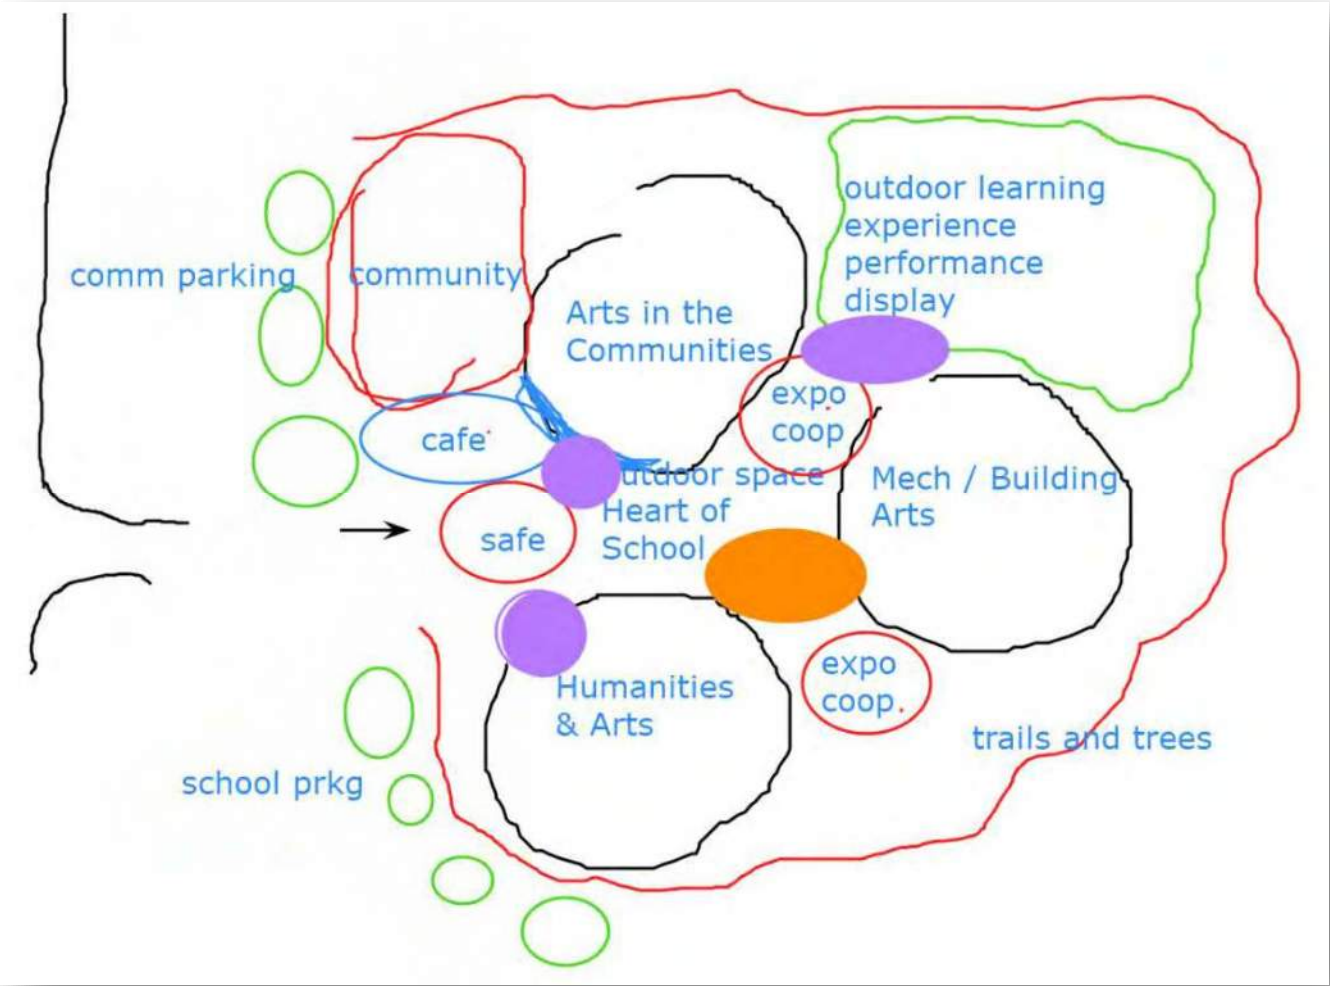 outdoor learning
experience
performance
display
comm parking
community
Arts in the
Communities
expo
coop
cafe
utdoor space
Heart of
School
Mech / Building
Arts
safe
Humanities
& Arts
expo
coop.
trails and trees
school prkg